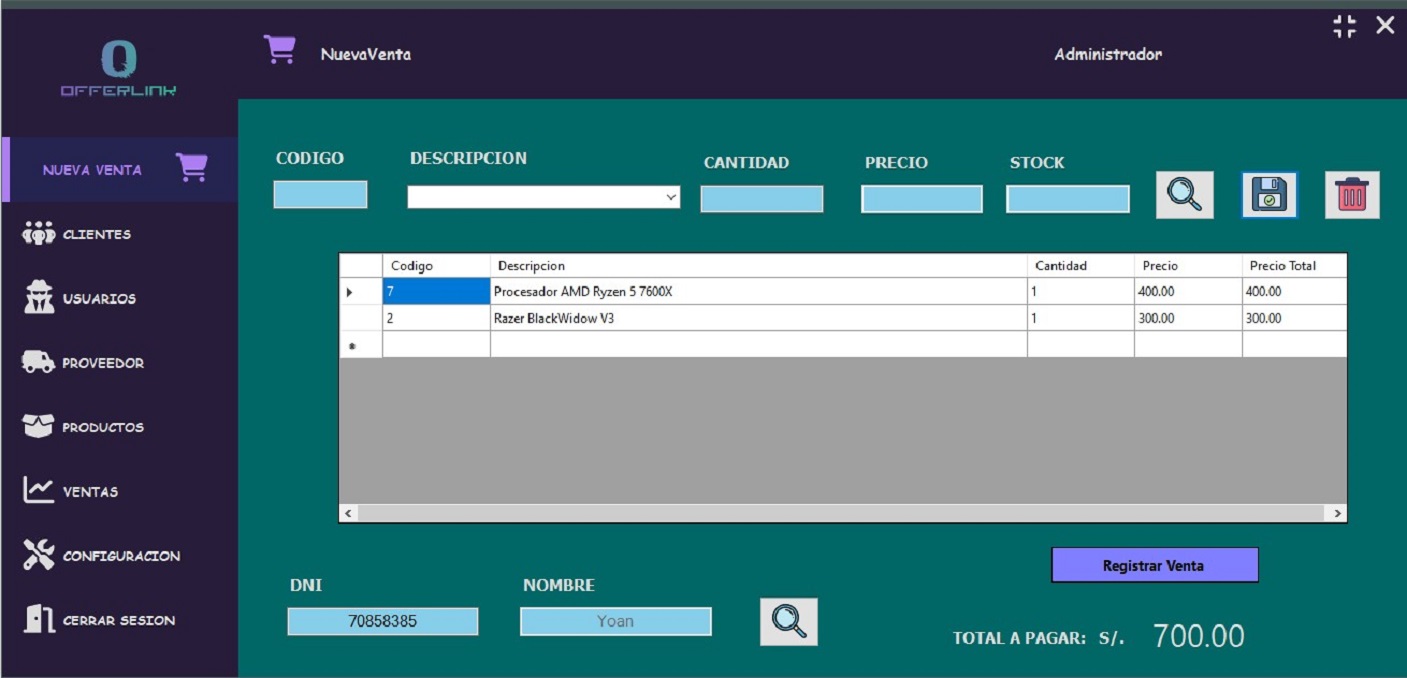 OFFERLINK
NuevaVenta
Administrador
NUEVA VENTA
CLIENTES
USUARIOS
PROVEEDOR
PRODUCTOS
VENTAS
CONFIGURACION
CERRAR SESION
CODIGO DESCRIPCION CANTIDAD PRECIO STOCK
Codigo Descripcion Cantidad Precio Precio Total
7 Procesador AMD Ryzen 5 7600X 1 400.00 400.00
2 Razer BlackWidow V3 1 300.00 300.00
Registrar Venta
DNI NOMBRE
70858385 Yoan
TOTAL A PAGAR: S/. 700.00